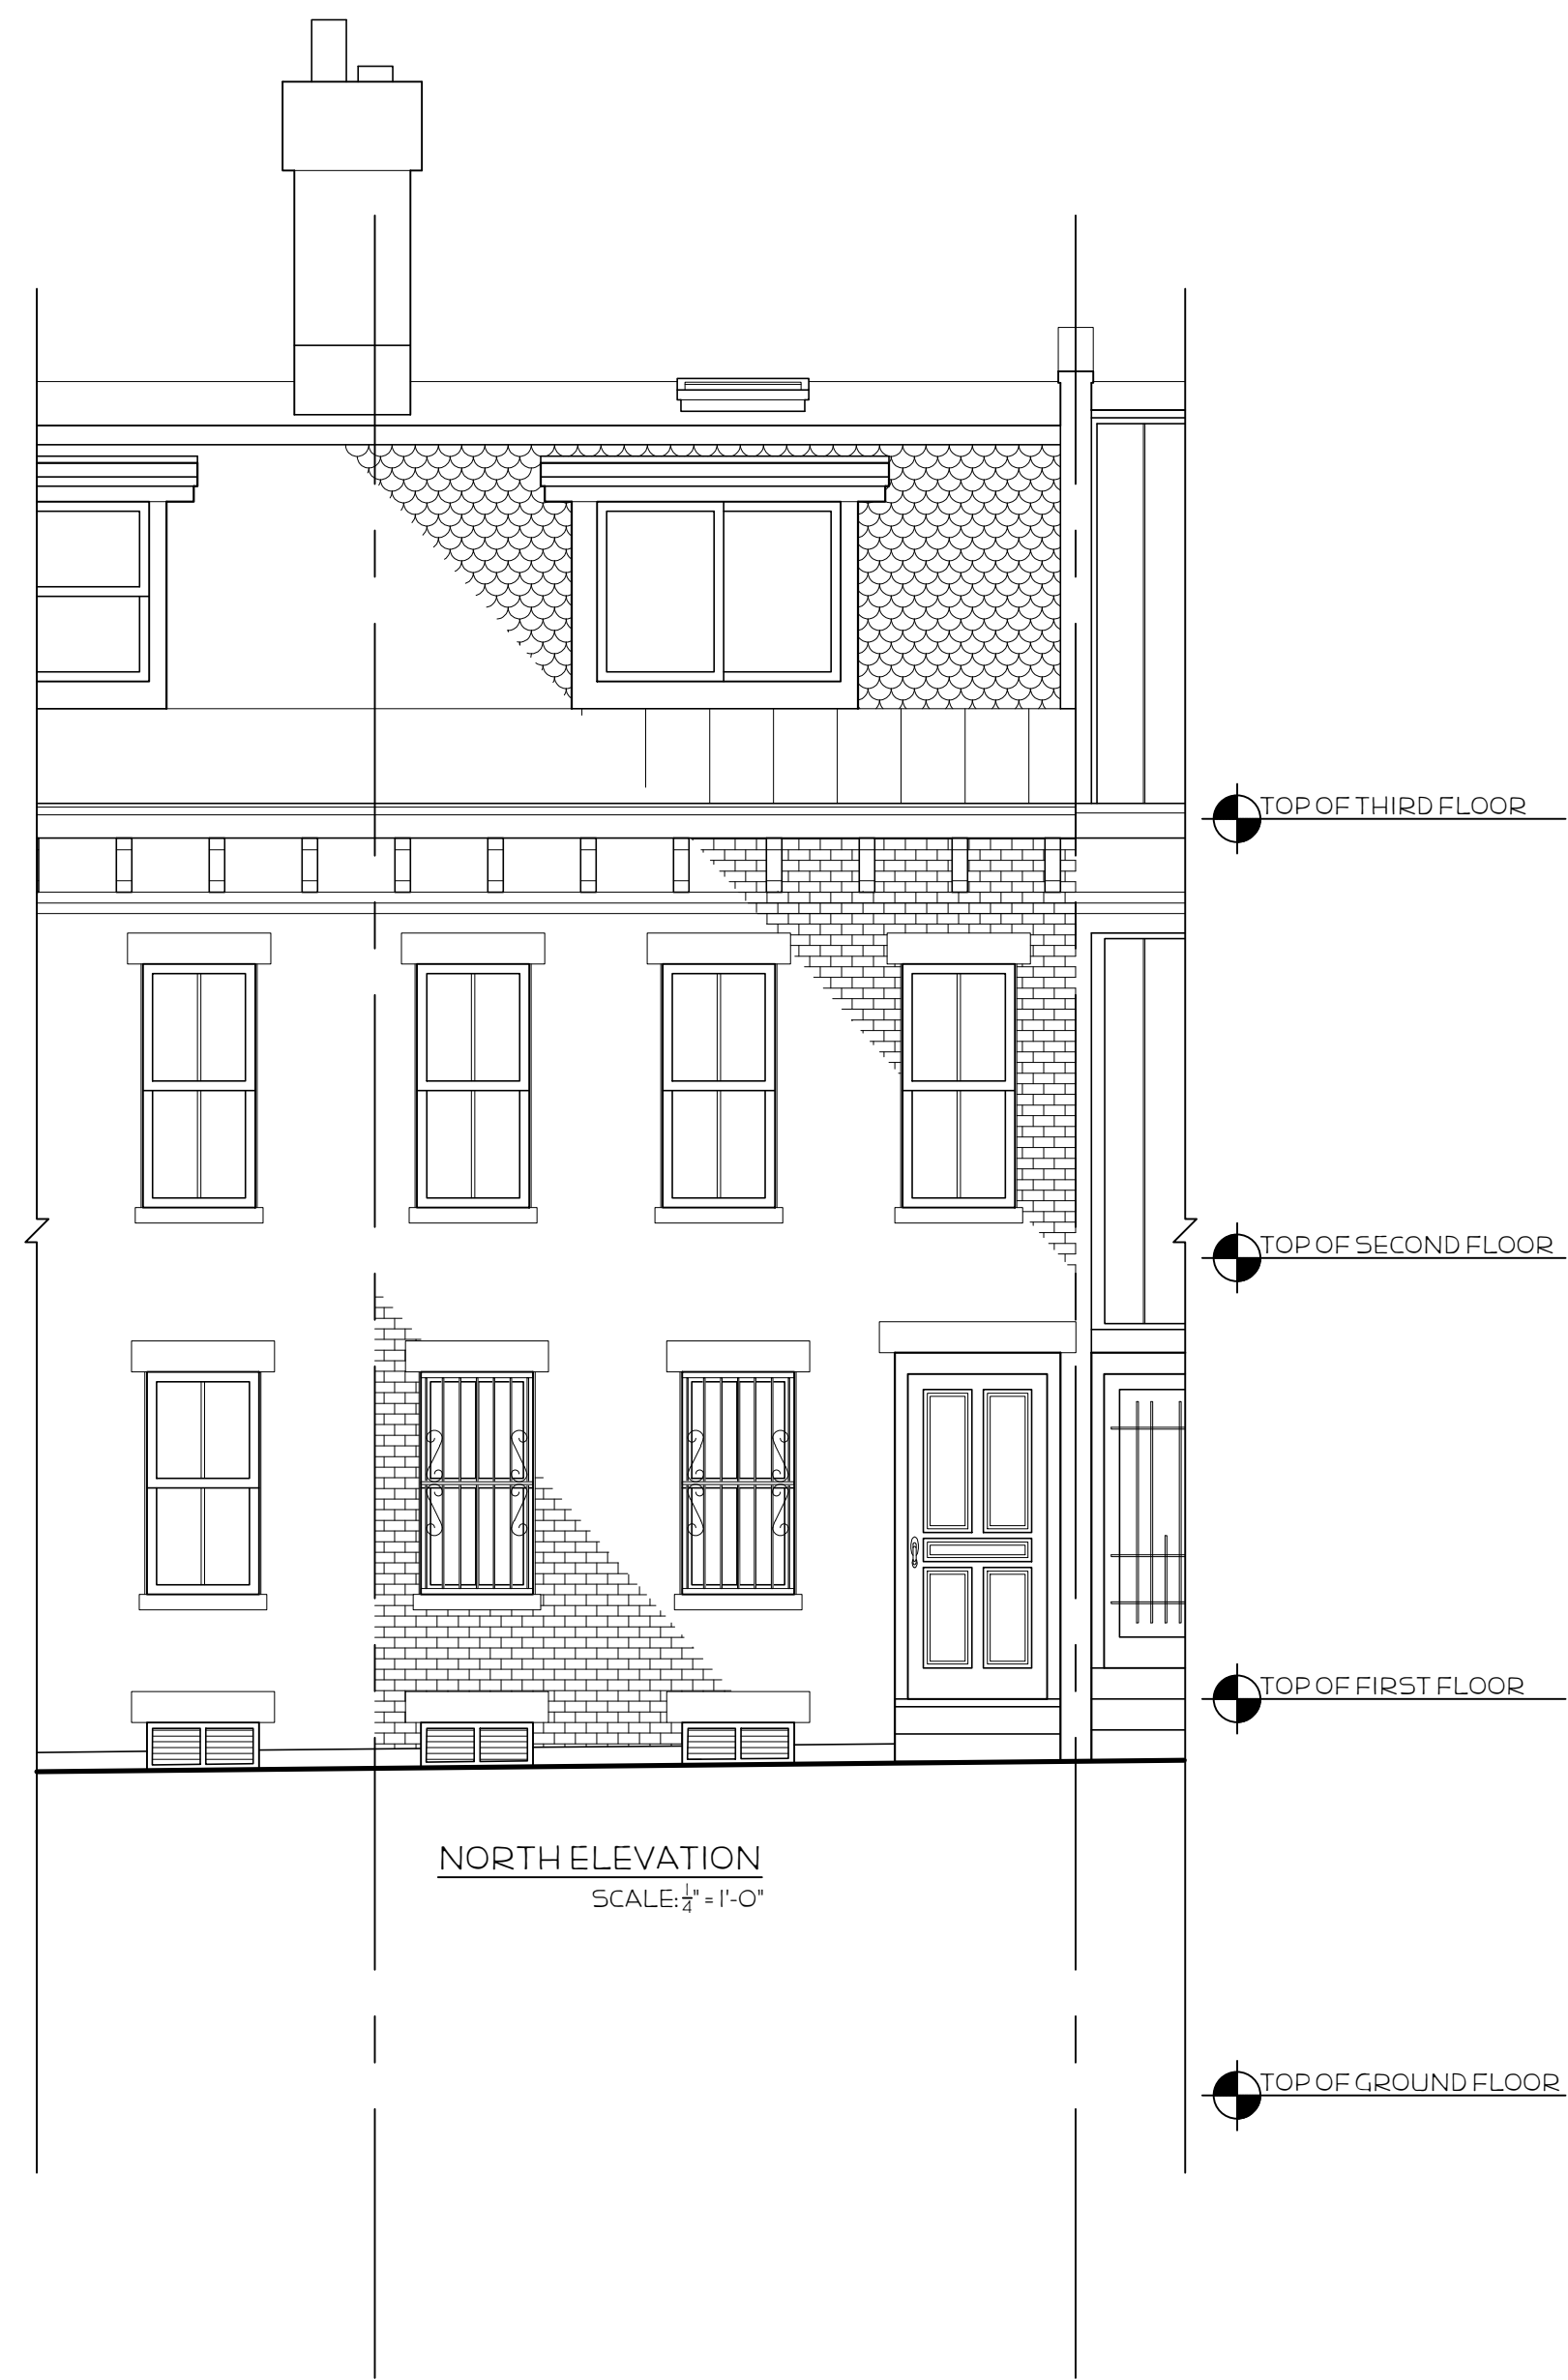 TOP OF THIRD FLOOR
TOP OF SECOND FLOOR
TOP OF FIRST FLOOR
NORTH ELEVATION
SCALE: 1/4" = 1'-0"
TOP OF GROUND FLOOR